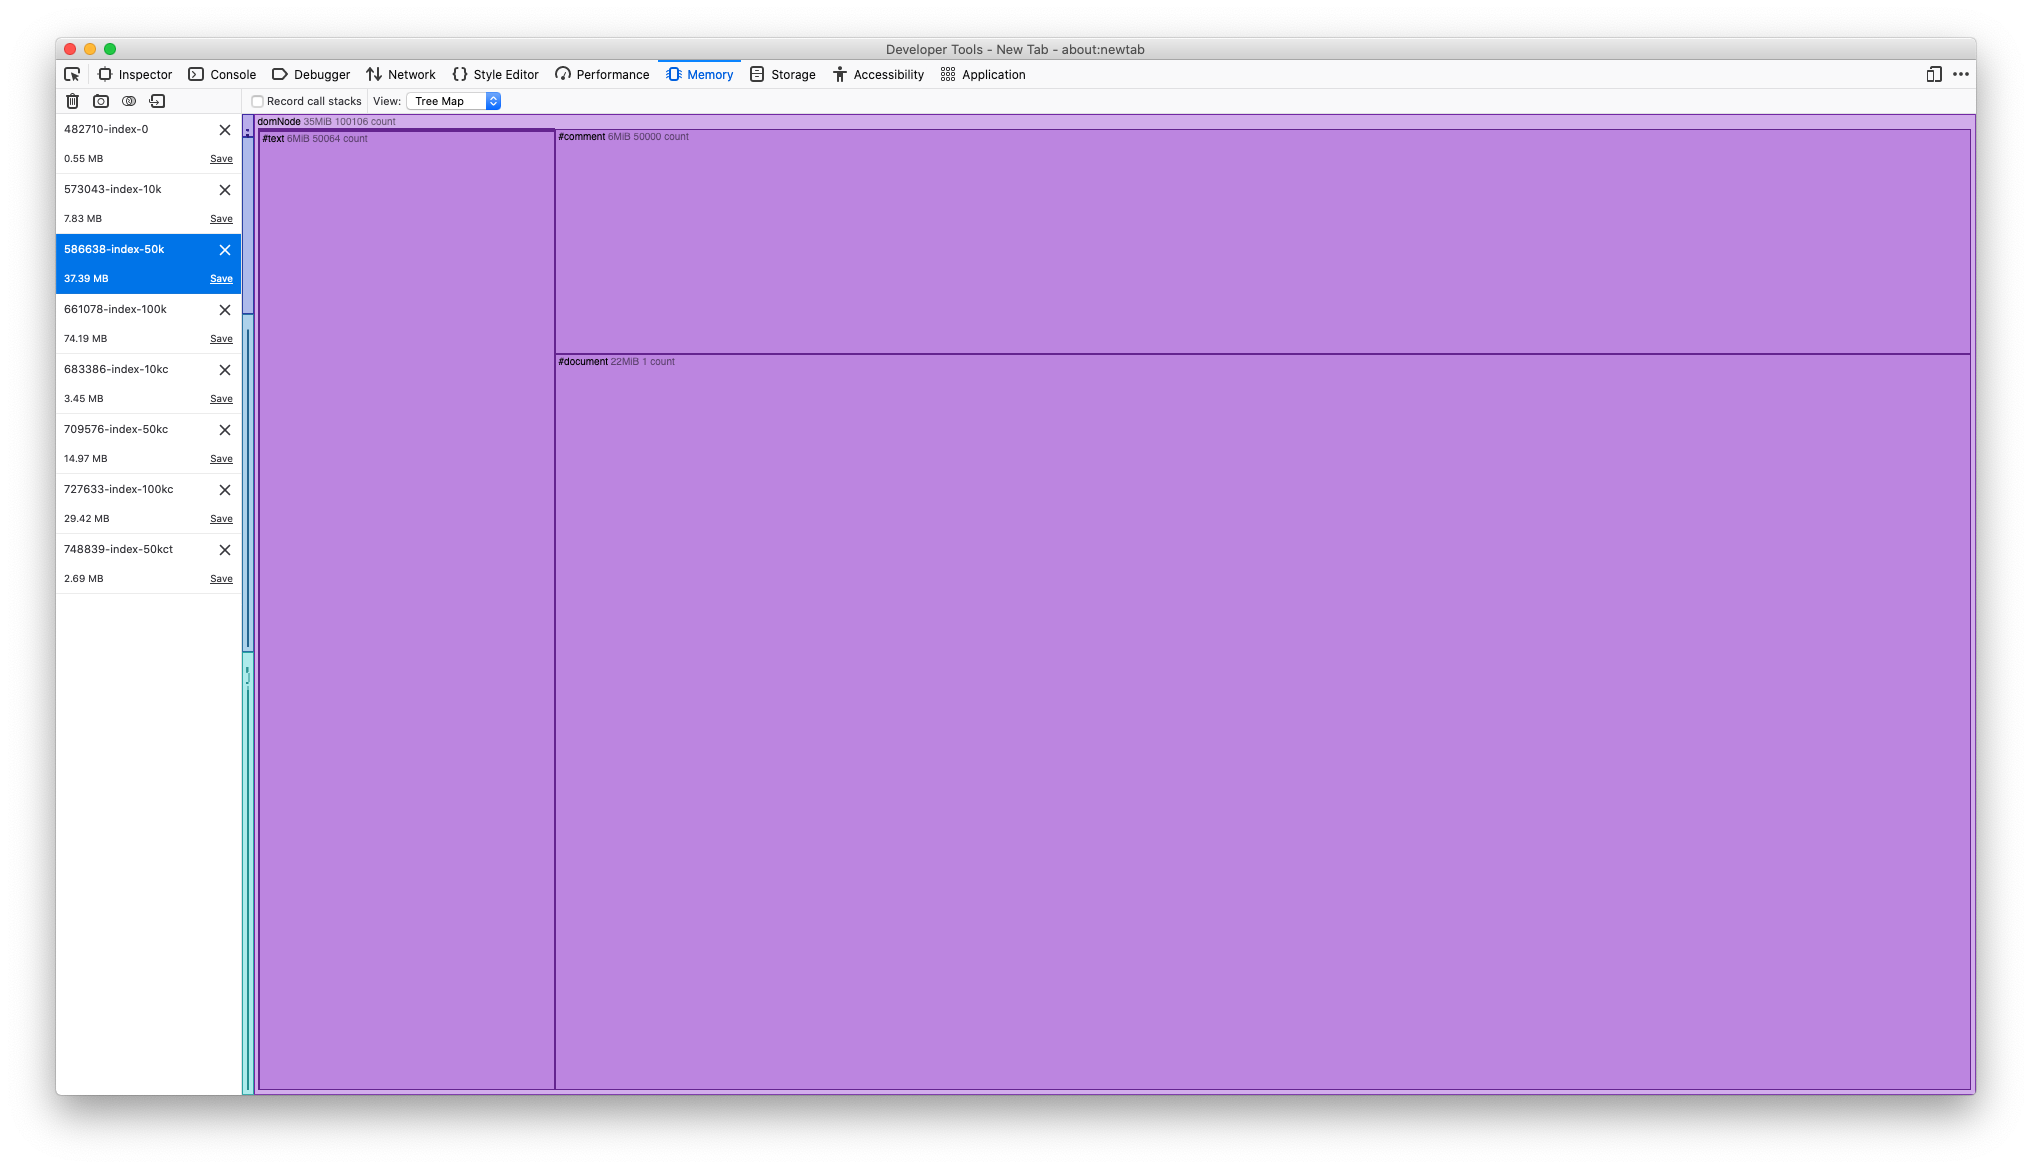 Developer Tools - New Tab - about:newtab
Inspector Console Debugger Network Style Editor Performance Memory Storage Accessibility Application
Record call stacks View: Tree Map
482710-index-0
0.55 MB Save
573043-index-10k
7.83 MB Save
586638-index-50k
37.39 MB Save
661078-index-100k
74.19 MB Save
683386-index-10kc
3.45 MB Save
709576-index-50kc
14.97 MB Save
727633-index-100kc
29.42 MB Save
748839-index-50kct
2.69 MB Save
domNode 35MiB 100106 count
#text 6MiB 50064 count
#comment 6MiB 50000 count
#document 22MiB 1 count